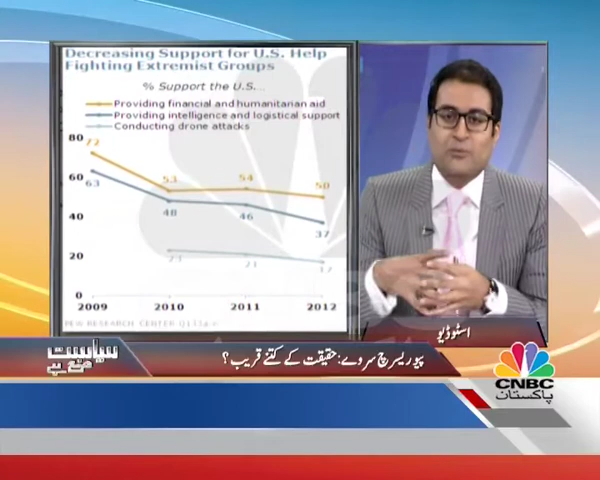 Decreasing Support for U.S. Help
Fighting Extremist Groups
% Support the U.S...
Providing financial and humanitarian aid
Providing intelligence and logistical support
Conducting drone attacks
80
60
40
20
0
72
53
54
50
63
48
46
37
23
21
17
2009
2010
2011
2012
PEW RESEARCH CENTER
اسٹوڈیو
سیاست
پیو ریسرچ سروے: حقیقت کے کتنے قریب؟
CNBC
پاکستان